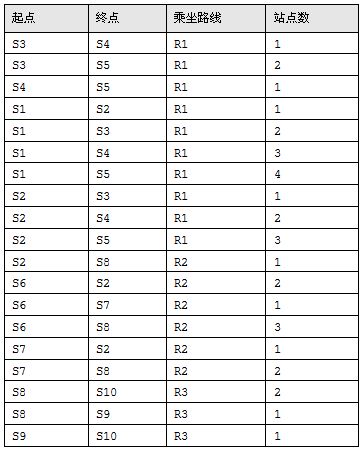 起点 终点 乘坐路线 站点数
S3 S4 R1 1
S3 S5 R1 2
S4 S5 R1 1
S1 S2 R1 1
S1 S3 R1 2
S1 S4 R1 3
S1 S5 R1 4
S2 S3 R1 1
S2 S4 R1 2
S2 S5 R1 3
S2 S8 R2 1
S6 S2 R2 2
S6 S7 R2 1
S6 S8 R2 3
S7 S2 R2 1
S7 S8 R2 2
S8 S10 R3 2
S8 S9 R3 1
S9 S10 R3 1